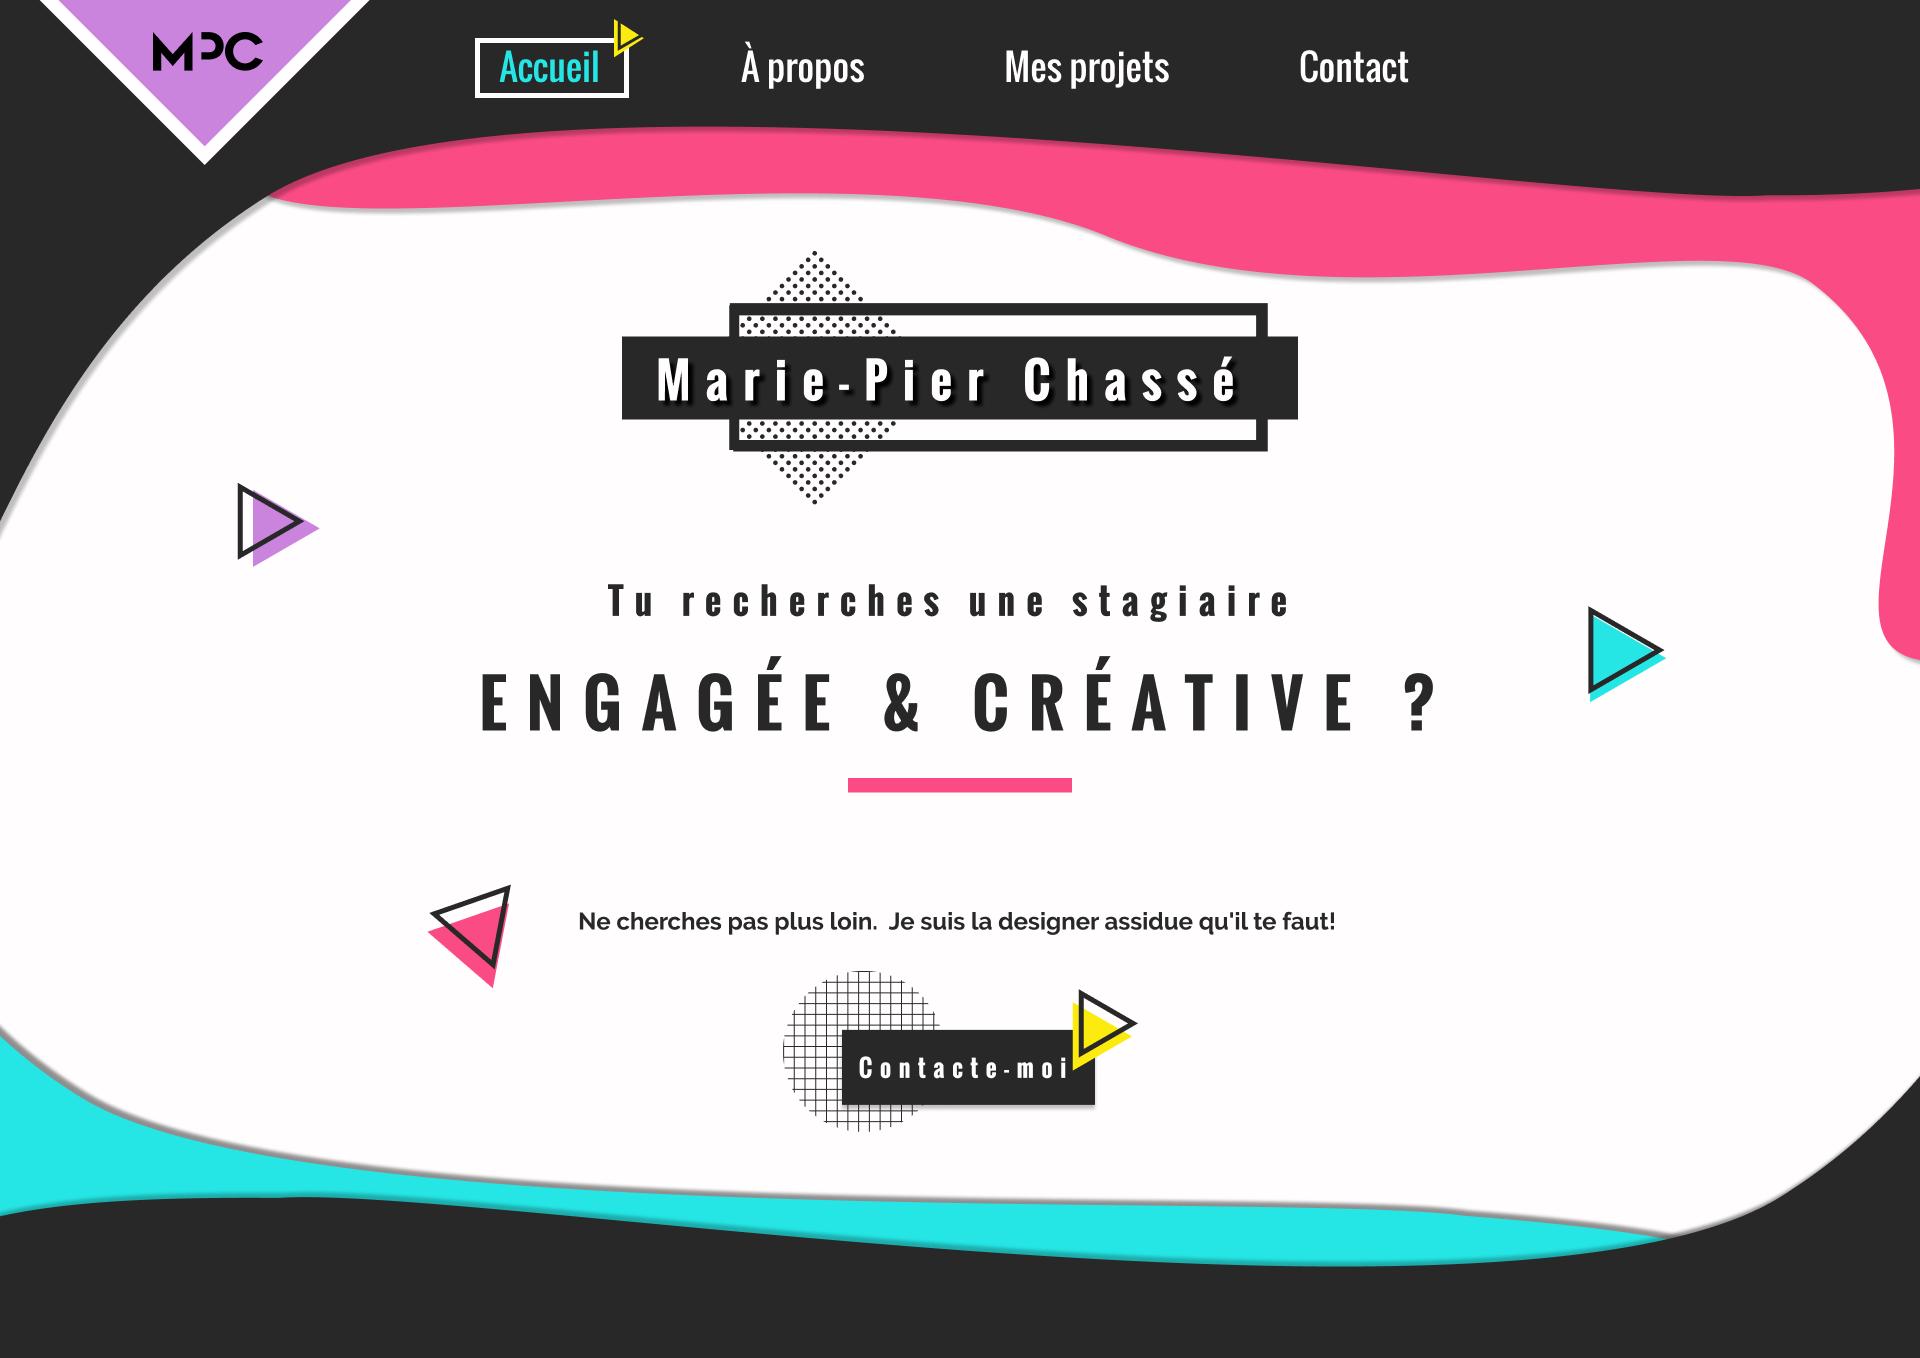 MPC
Accueil
À propos
Mes projets
Contact
Marie-Pier Chassé
Tu recherches une stagiaire
ENGAGÉE & CRÉATIVE ?
Ne cherches pas plus loin.  Je suis la designer assidue qu'il te faut!
Contacte-moi